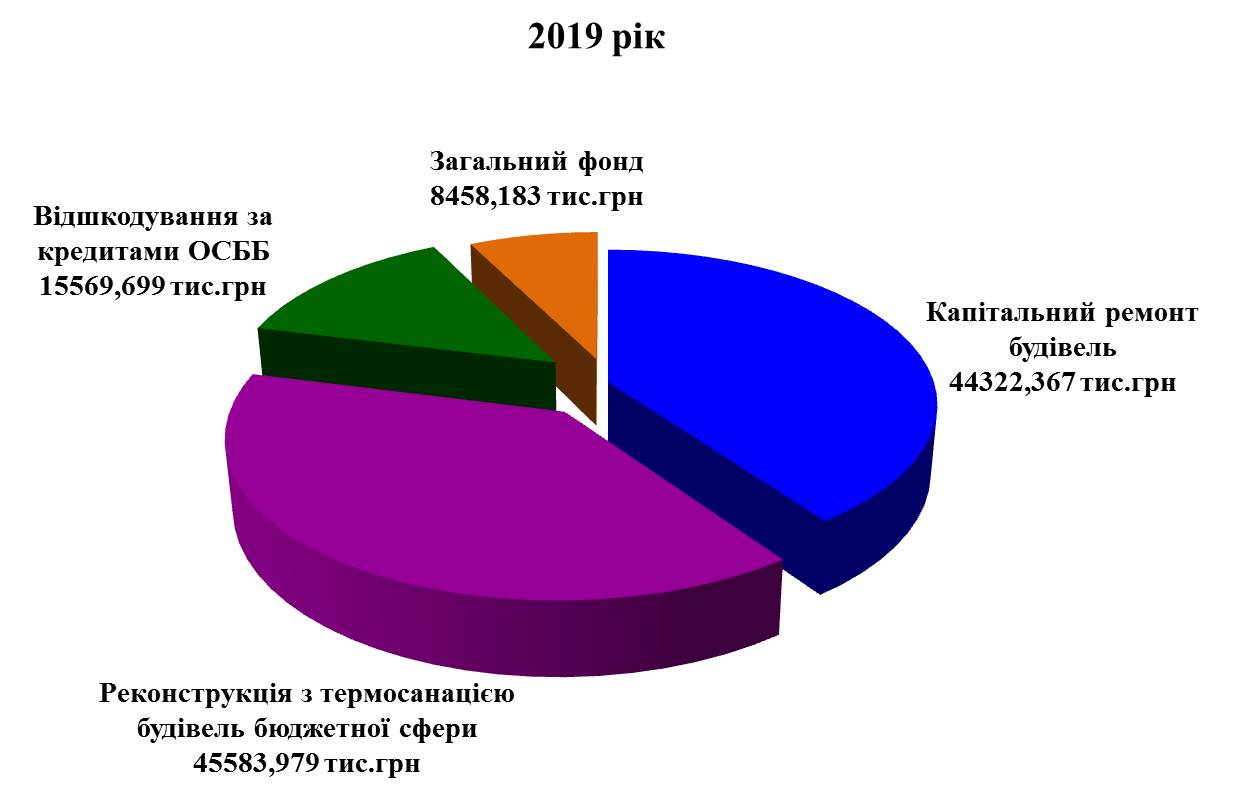 2019 рік
Загальний фонд
8458,183 тис.грн
Відшкодування за
кредитами ОСББ
15569,699 тис.грн
Капітальний ремонт
будівель
44322,367 тис.грн
Реконструкція з термосанацією
будівель бюджетної сфери
45583,979 тис.грн